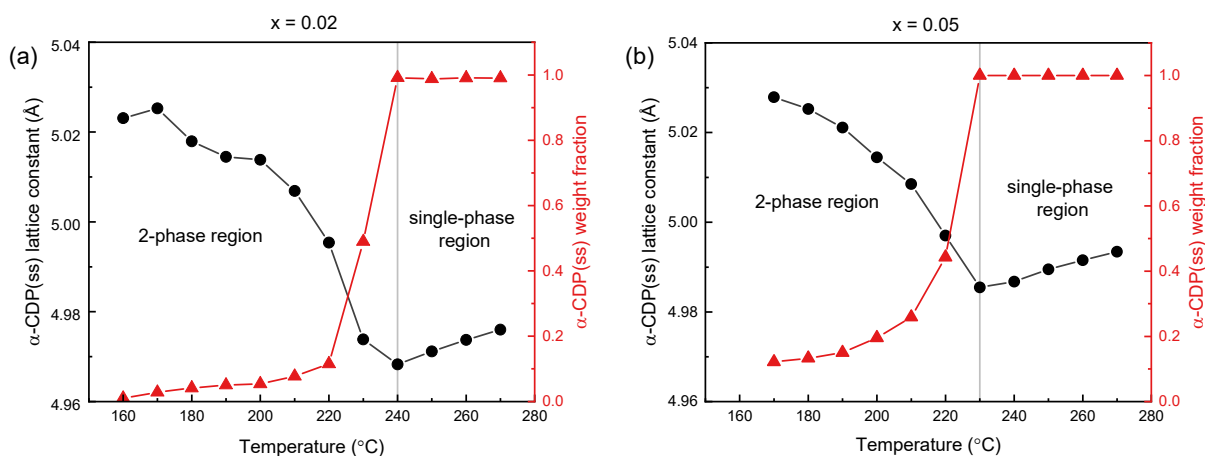 x = 0.02
(a)
5.04
5.02
5.00
4.98
4.96
α-CDP(ss) lattice constant (Å)
2-phase region
single-phase
region
1.0
0.8
0.6
0.4
0.2
0.0
α-CDP(ss) weight fraction
160 180 200 220 240 260 280
Temperature (°C)
x = 0.05
(b)
5.04
5.02
5.00
4.98
4.96
α-CDP(ss) lattice constant (Å)
2-phase region
single-phase
region
1.0
0.8
0.6
0.4
0.2
0.0
α-CDP(ss) weight fraction
160 180 200 220 240 260 280
Temperature (°C)